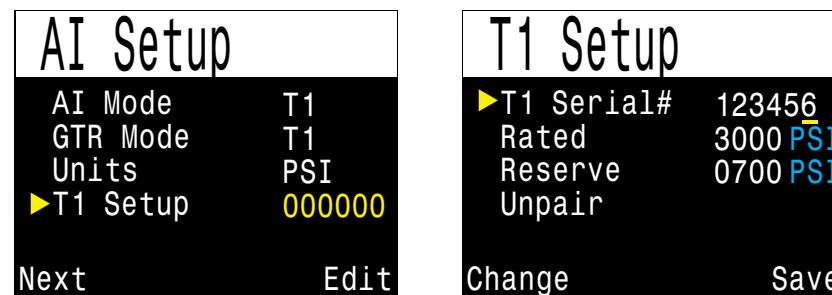 AI Setup
AI Mode T1
GTR Mode T1
Units PSI
T1 Setup 000000
Next Edit
T1 Setup
T1 Serial# 123456
Rated 3000 PSI
Reserve 0700 PSI
Unpair
Change Save